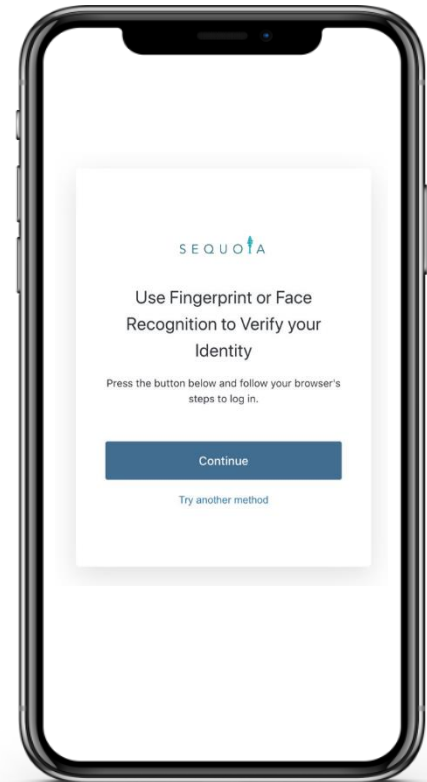 SEQUOIA
Use Fingerprint or Face
Recognition to Verify your
Identity
Press the button below and follow your browser's
steps to log in.
Continue
Try another method